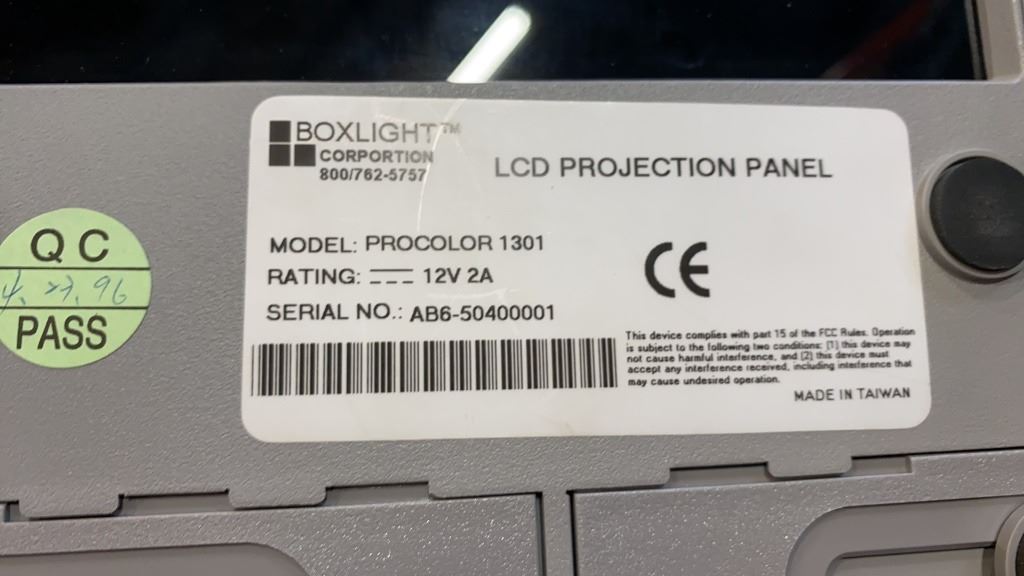 BOXLIGHT™
CORPORTION
800/762-5757
LCD PROJECTION PANEL
MODEL: PROCOLOR 1301
RATING: ⎓ 12V 2A
SERIAL NO.: AB6-50400001
CE
This device complies with part 15 of the FCC Rules. Operation
is subject to the following two conditions: (1) this device may
not cause harmful interference, and (2) this device must
accept any interference received, including interference that
may cause undesired operation.
MADE IN TAIWAN
QC
96
PASS